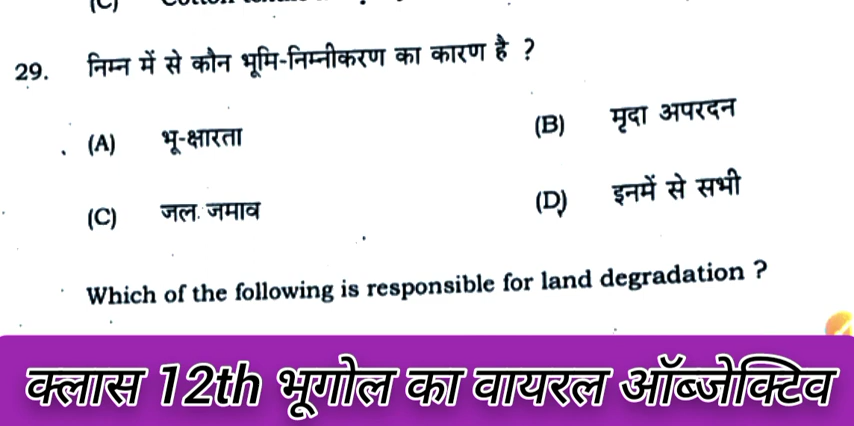 (C)
29. निम्न में से कौन भूमि-निम्नीकरण का कारण है ?
(A) भू-क्षारता (B) मृदा अपरदन
(C) जल जमाव (D) इनमें से सभी
Which of the following is responsible for land degradation ?
क्लास 12th भूगोल का वायरल ऑब्जेक्टिव